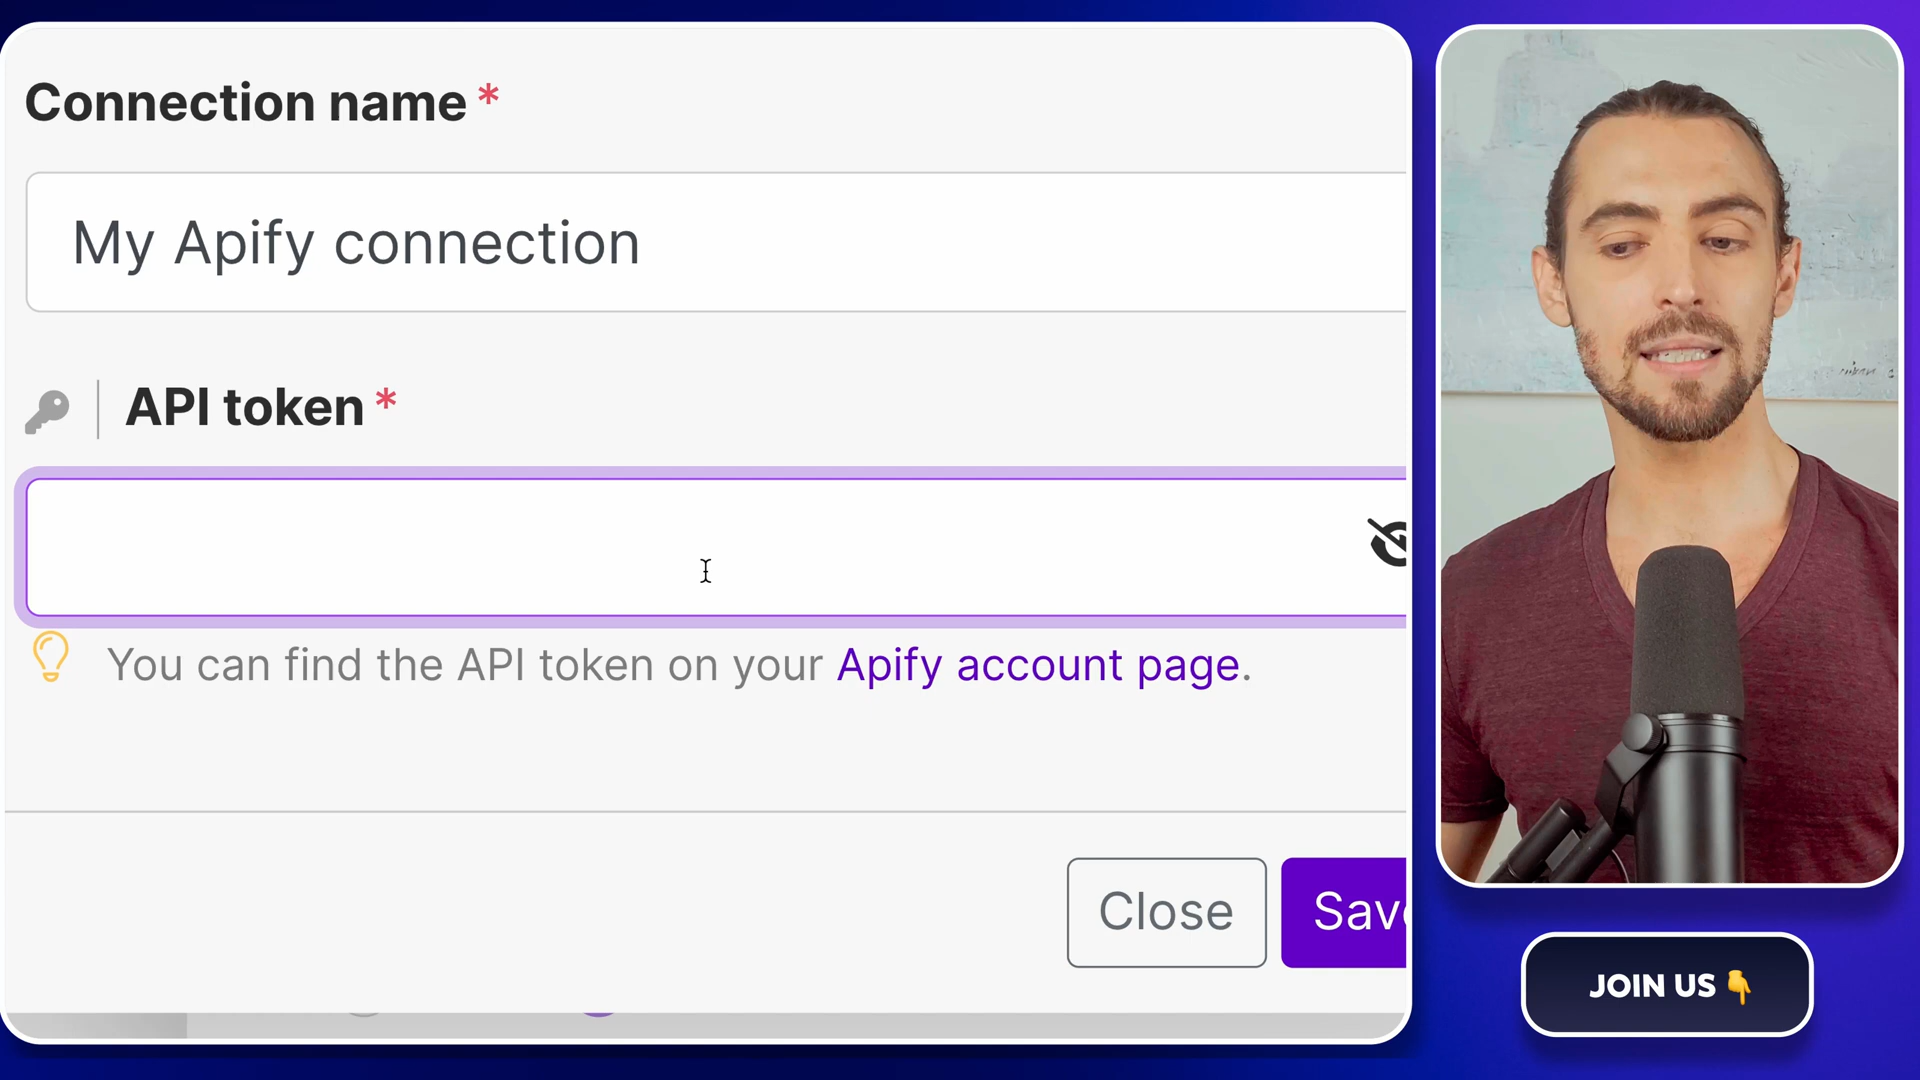 Connection name *
My Apify connection
API token *
You can find the API token on your Apify account page.
Close
Save
JOIN US 👇